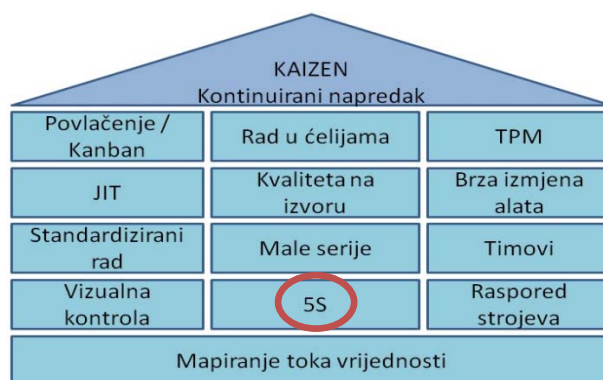 KAIZEN
Kontinuirani napredak
Povlačenje /
Kanban
Rad u ćelijama
TPM
JIT
Kvaliteta na
izvoru
Brza izmjena
alata
Standardizirani
rad
Male serije
Timovi
Vizualna
kontrola
5S
Raspored
strojeva
Mapiranje toka vrijednosti